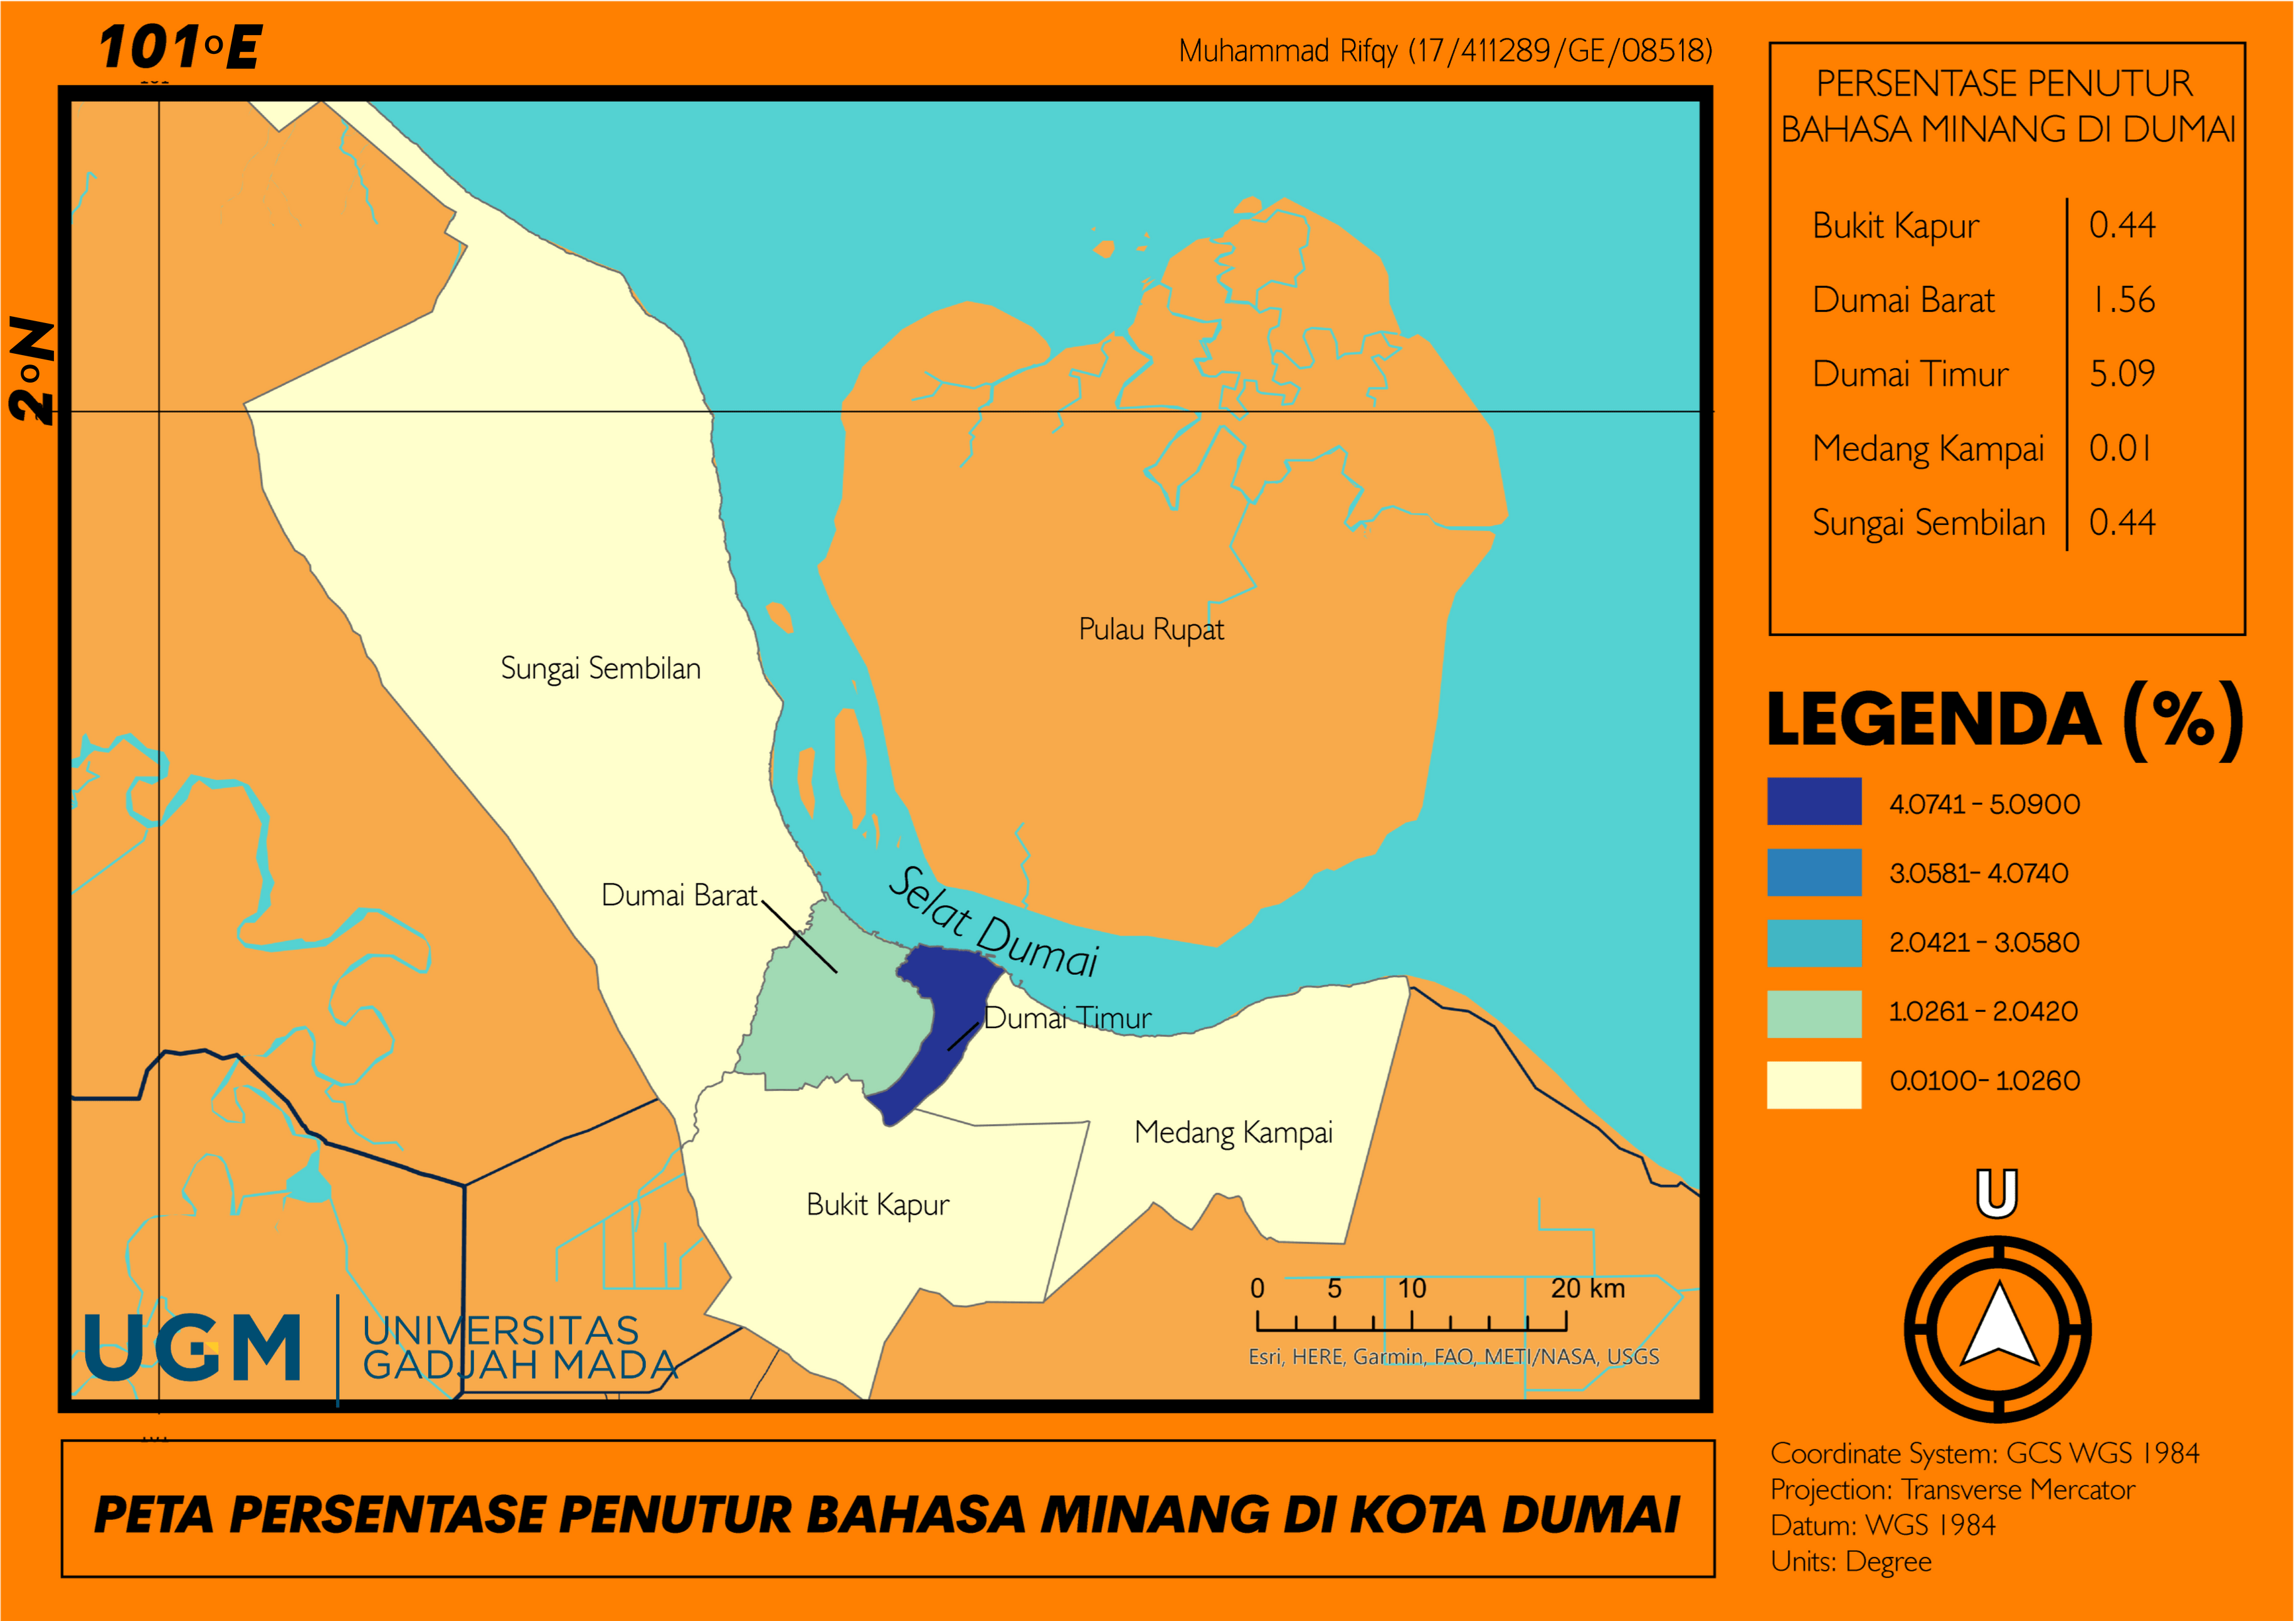 101°E
Muhammad Rifqy (17/411289/GE/08518)
2°N
Sungai Sembilan
Pulau Rupat
Dumai Barat
Selat Dumai
Dumai Timur
Medang Kampai
Bukit Kapur
0 5 10 20 km
Esri, HERE, Garmin, FAO, METI/NASA, USGS
UGM
UNIVERSITAS
GADJAH MADA
PETA PERSENTASE PENUTUR BAHASA MINANG DI KOTA DUMAI
PERSENTASE PENUTUR
BAHASA MINANG DI DUMAI
Bukit Kapur 0.44
Dumai Barat 1.56
Dumai Timur 5.09
Medang Kampai 0.01
Sungai Sembilan 0.44
LEGENDA (%)
4.0741 - 5.0900
3.0581- 4.0740
2.0421 - 3.0580
1.0261 - 2.0420
0.0100- 1.0260
U
Coordinate System: GCS WGS 1984
Projection: Transverse Mercator
Datum: WGS 1984
Units: Degree